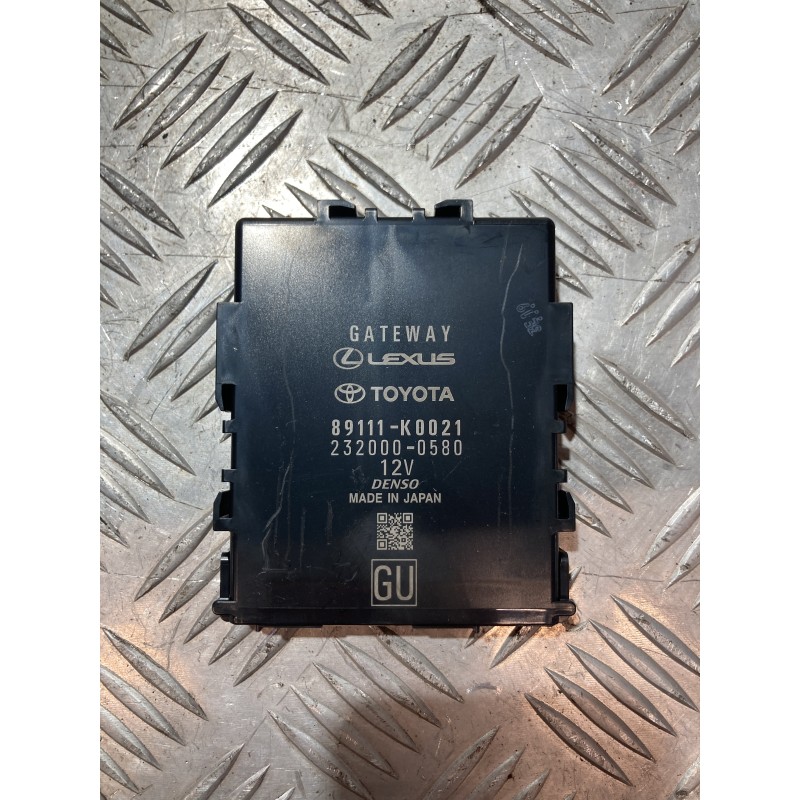 GATEWAY
LEXUS
TOYOTA
89111-K0021
232000-0580
12V
DENSO
MADE IN JAPAN
GU